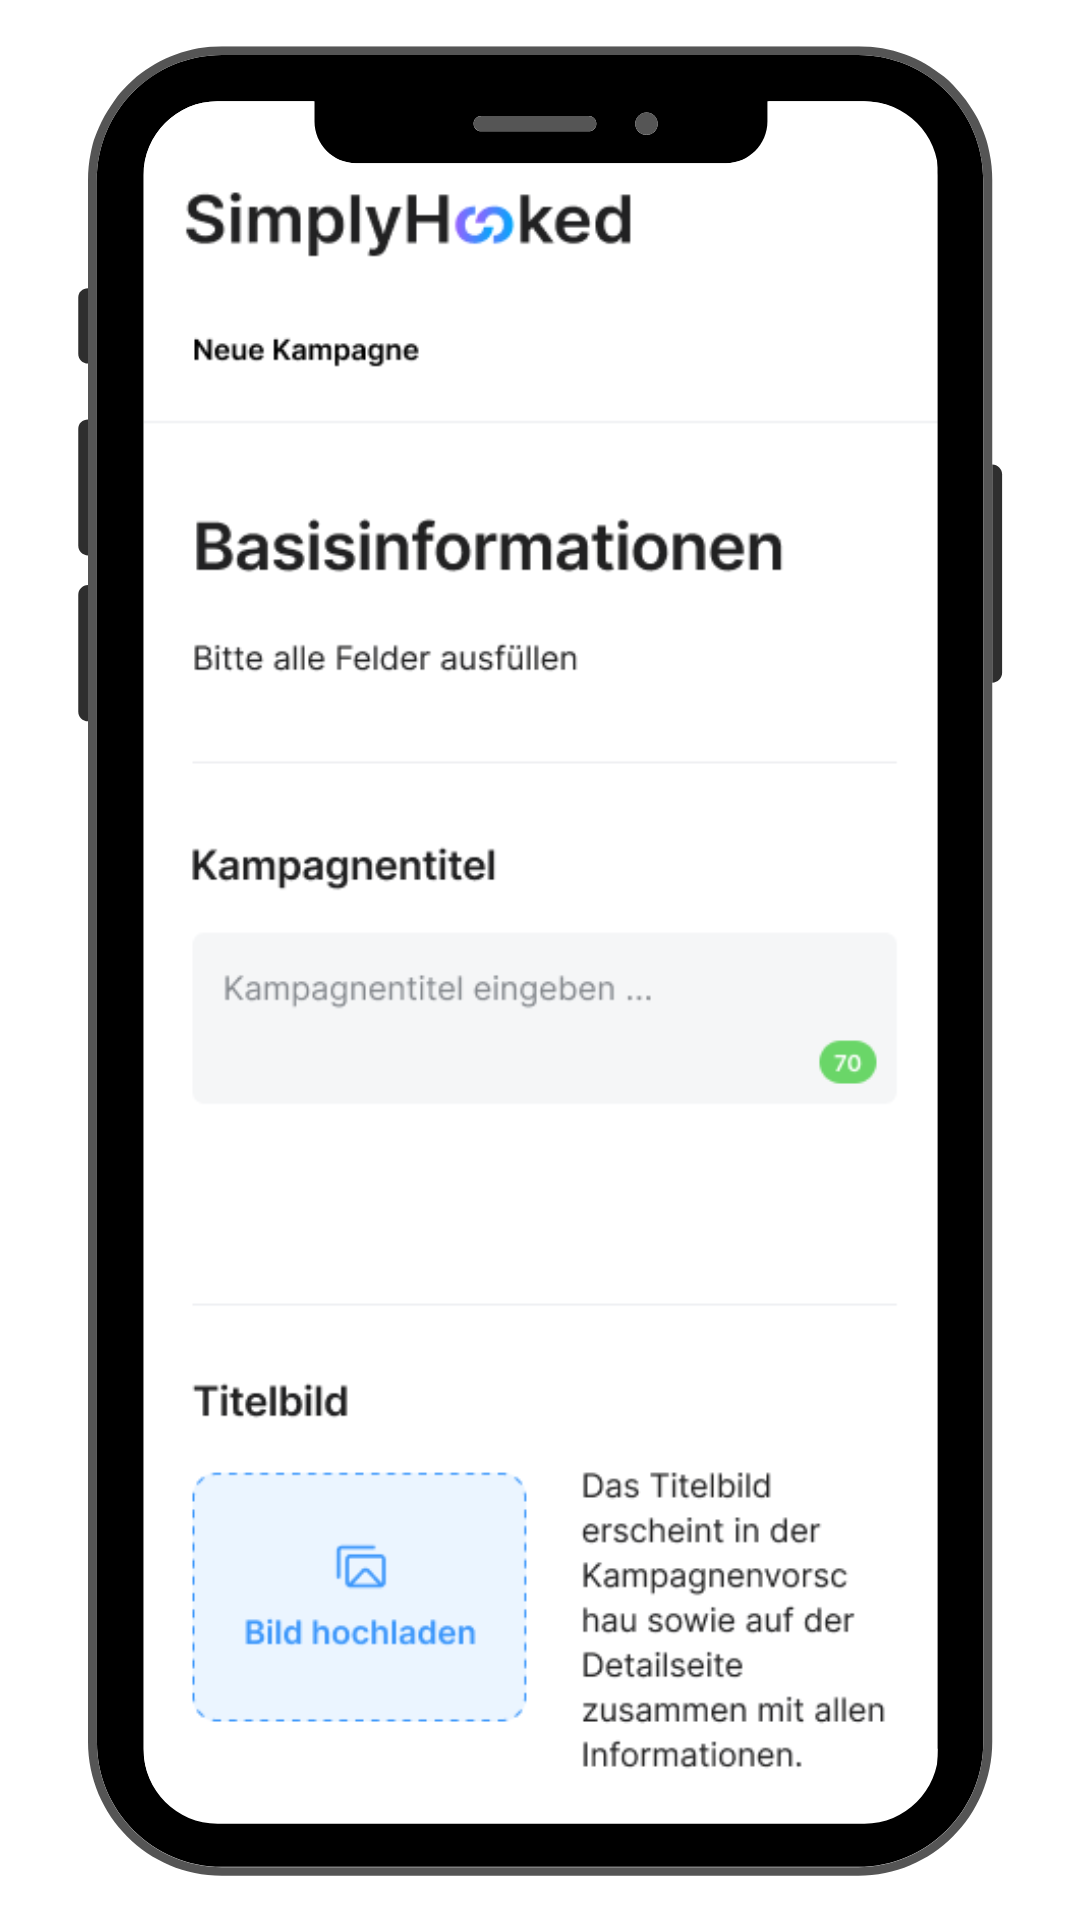 SimplyHooked
Neue Kampagne
Basisinformationen
Bitte alle Felder ausfüllen
Kampagnentitel
Kampagnentitel eingeben ...
70
Titelbild
Bild hochladen
Das Titelbild
erscheint in der
Kampagnenvorsc
hau sowie auf der
Detailseite
zusammen mit allen
Informationen.